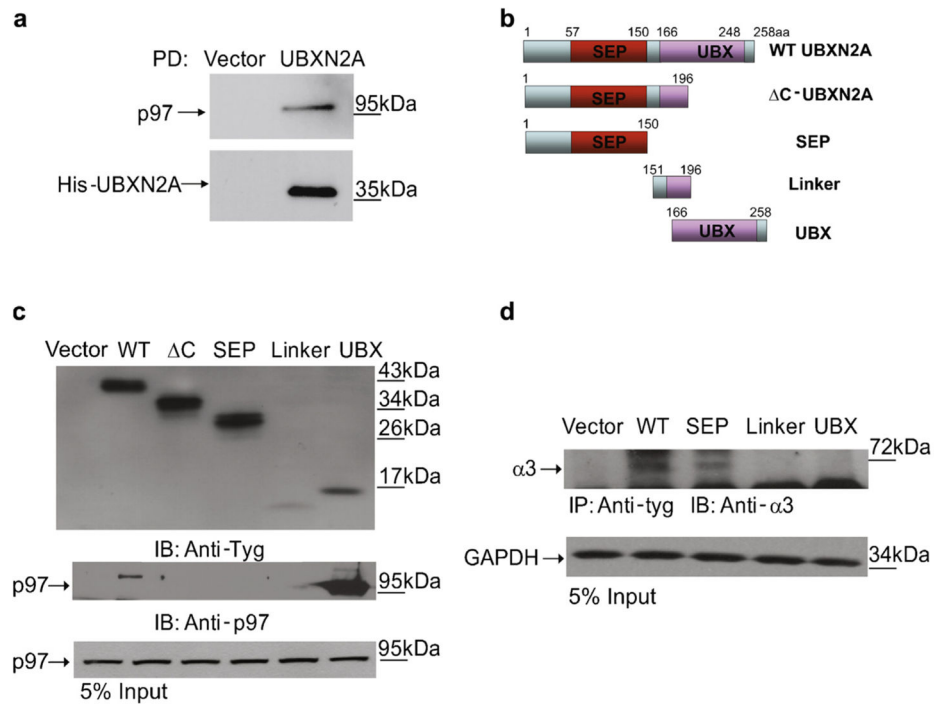 a
PD: Vector UBXN2A
p97
95kDa
His-UBXN2A
35kDa
b
1 57 150 166 248 258aa
SEP UBX WT UBXN2A
1 196
SEP ΔC-UBXN2A
1 150
SEP SEP
151 196
Linker
166 258
UBX UBX
c
Vector WT ΔC SEP Linker UBX
43kDa
34kDa
26kDa
17kDa
IB: Anti-Tyg
p97 95kDa
IB: Anti-p97
p97 95kDa
5% Input
d
Vector WT SEP Linker UBX
72kDa
α3
IP: Anti-tyg IB: Anti-α3
GAPDH 34kDa
5% Input